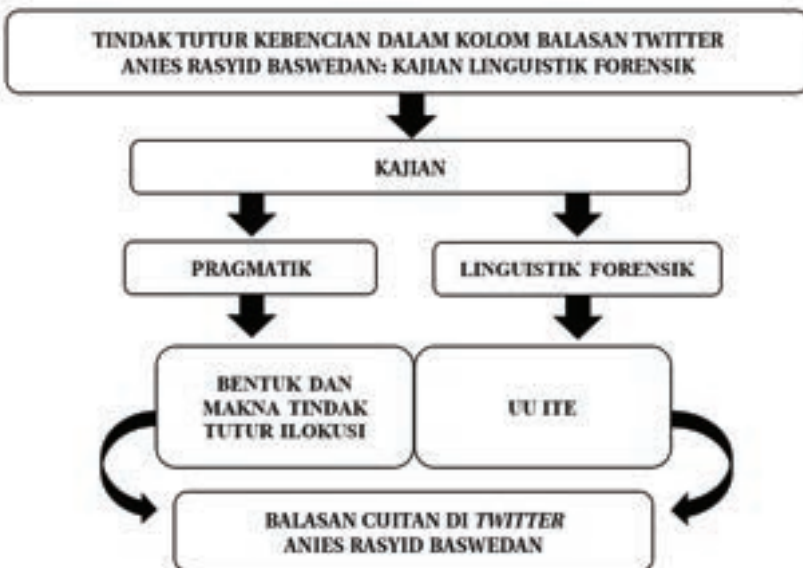 TINDAK TUTUR KEBENCIAN DALAM KOLOM BALASAN TWITTER
ANIES RASYID BASWEDAN: KAJIAN LINGUISTIK FORENSIK
KAJIAN
PRAGMATIK
LINGUISTIK FORENSIK
BENTUK DAN
MAKNA TINDAK
TUTUR ILOKUSI
UU ITE
BALASAN CUITAN DI TWITTER
ANIES RASYID BASWEDAN